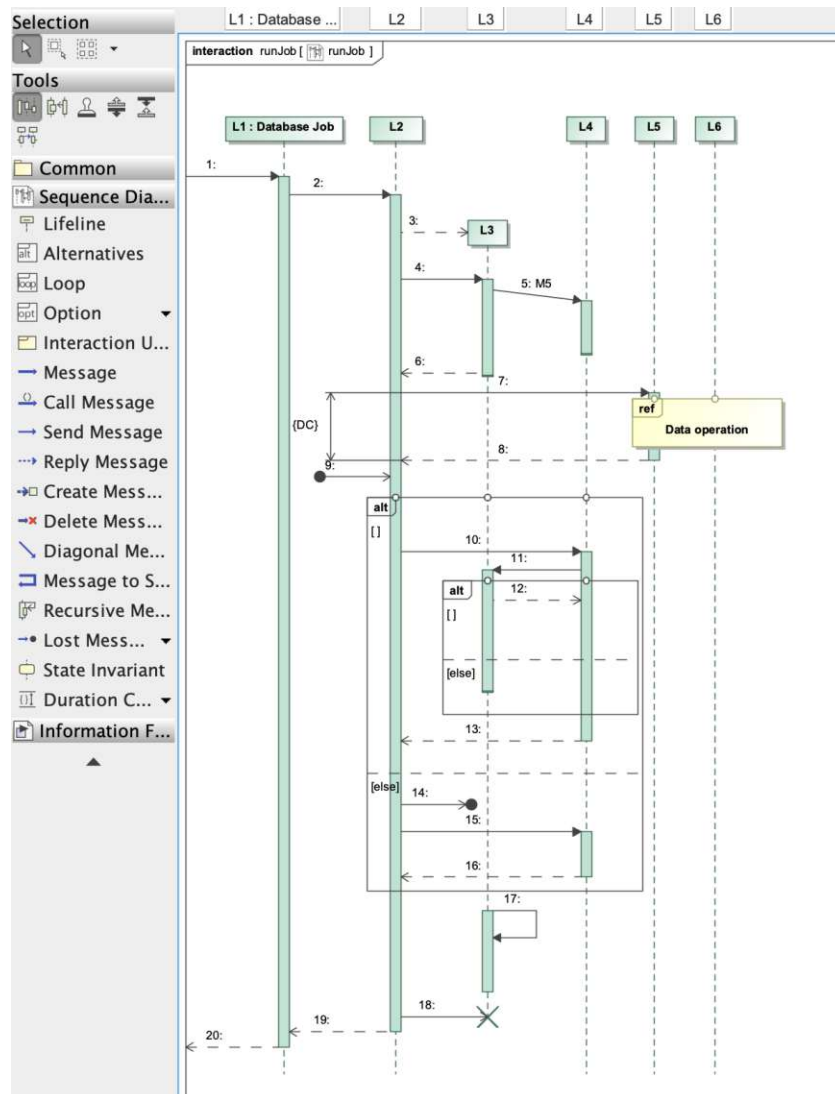 Selection
Tools
Common
Sequence Dia...
Lifeline
alt Alternatives
loop Loop
opt Option
Interaction U...
Message
Call Message
Send Message
Reply Message
Create Mess...
Delete Mess...
Diagonal Me...
Message to S...
Recursive Me...
Lost Mess...
State Invariant
Duration C...
Information F...
L1 : Database ... L2 L3 L4 L5 L6
interaction runJob [ runJob ]
L1 : Database Job L2 L4 L5 L6
1:
2:
3:
L3
4:
5: M5
6:
7:
ref
Data operation
{DC}
8:
9:
alt
[ ]
10:
11:
alt
12:
[ ]
[else]
13:
[else]
14:
15:
16:
17:
18:
19:
20: